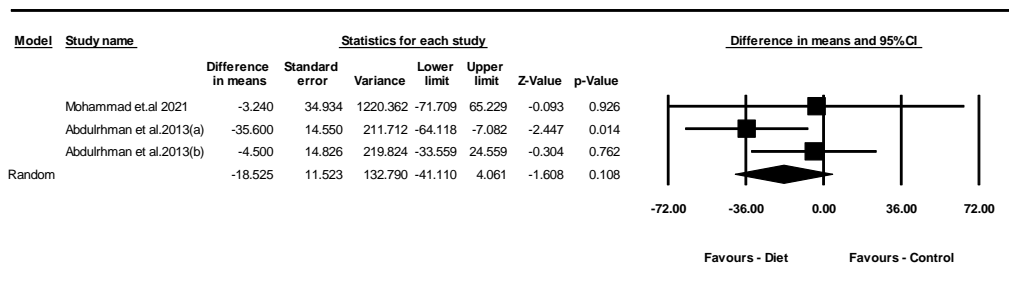 Model Study name Statistics for each study Difference in means and 95%CI
Difference in means Standard error Variance Lower limit Upper limit Z-Value p-Value
Mohammad et.al 2021 -3.240 34.934 1220.362 -71.709 65.229 -0.093 0.926
Abdulrhman et al.2013(a) -35.600 14.550 211.712 -64.118 -7.082 -2.447 0.014
Abdulrhman et al.2013(b) -4.500 14.826 219.824 -33.559 24.559 -0.304 0.762
Random -18.525 11.523 132.790 -41.110 4.061 -1.608 0.108
-72.00 -36.00 0.00 36.00 72.00
Favours - Diet Favours - Control